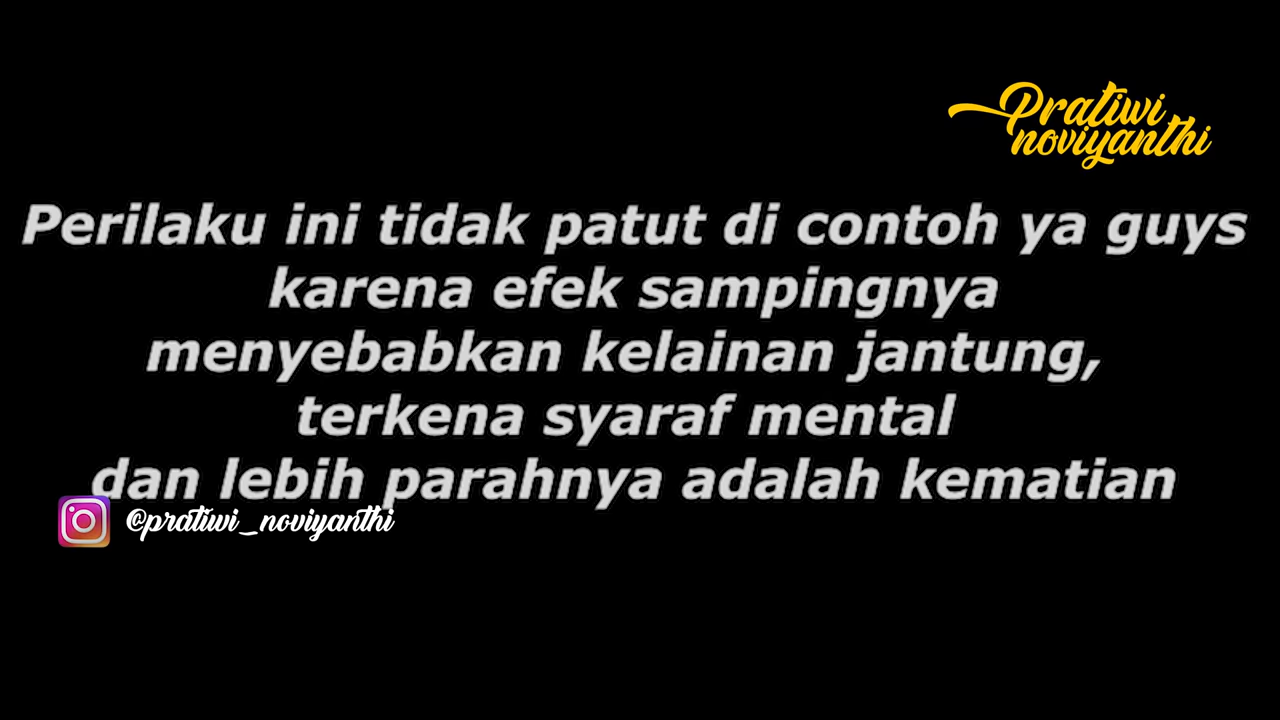 Pratiwi
noviyanthi
Perilaku ini tidak patut di contoh ya guys
karena efek sampingnya
menyebabkan kelainan jantung,
terkena syaraf mental
dan lebih parahnya adalah kematian
@pratiwi_noviyanthi